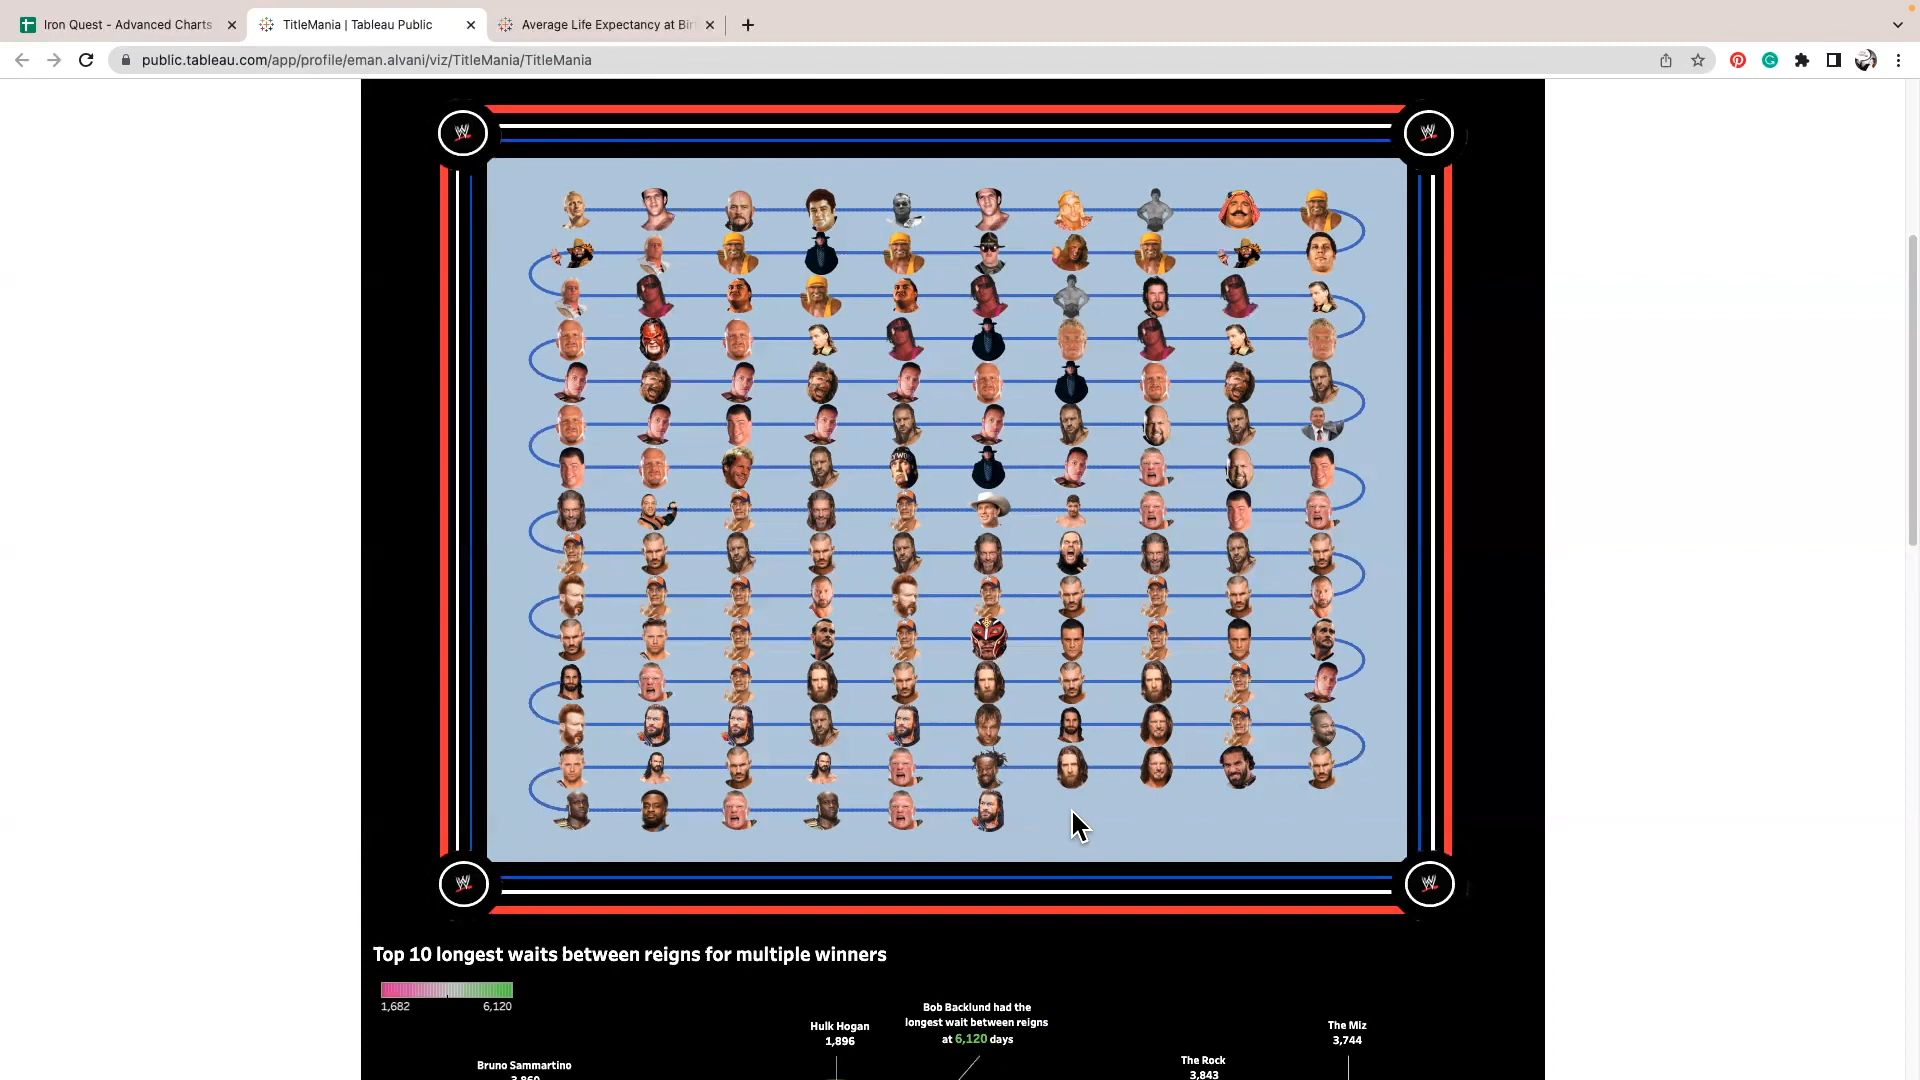 Iron Quest - Advanced Charts
TitleMania | Tableau Public
Average Life Expectancy at Bir
public.tableau.com/app/profile/eman.alvani/viz/TitleMania/TitleMania
Top 10 longest waits between reigns for multiple winners
1,682
6,120
Bob Backlund had the
longest wait between reigns
at 6,120 days
Hulk Hogan
1,896
The Miz
3,744
Bruno Sammartino
The Rock
3,843